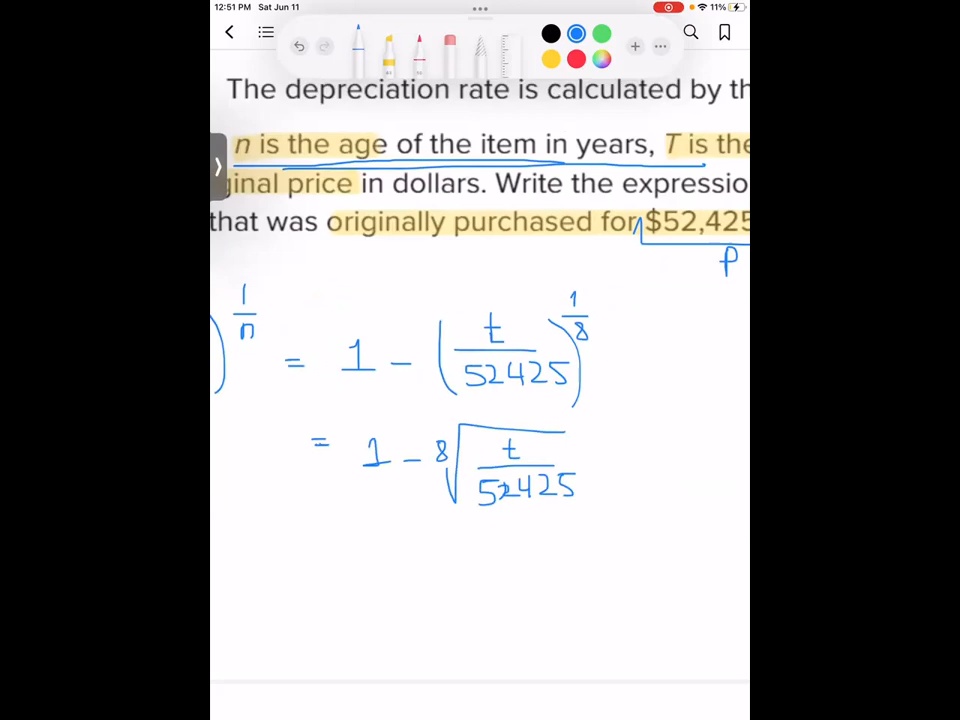 12:51 PM Sat Jun 11
11%
The depreciation rate is calculated by th
n is the age of the item in years, T is the
ginal price in dollars. Write the expressio
that was originally purchased for $52,425
P
)^(1/n) = 1 - (t/52425)^(1/8)
= 1 - ⁸√(t/52425)